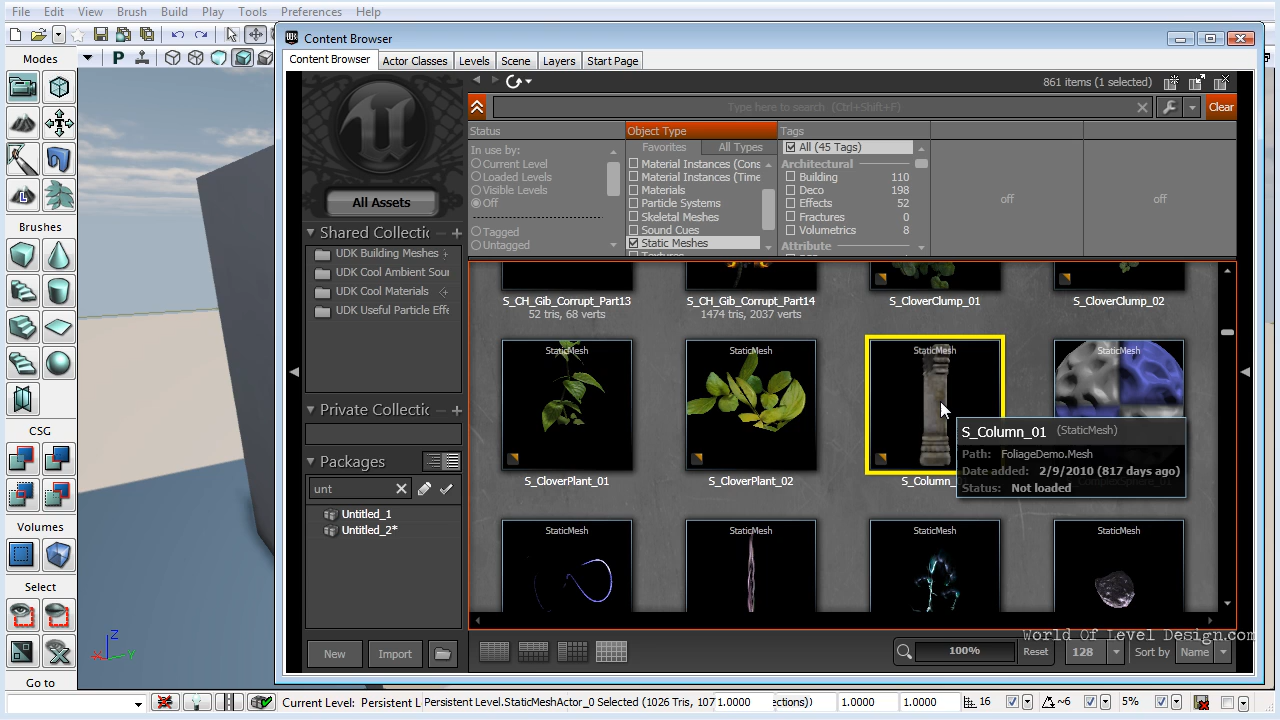 File Edit View Brush Build Play Tools Preferences Help
Content Browser
Content Browser Actor Classes Levels Scene Layers Start Page
Modes
861 items (1 selected)
Type here to search (Ctrl+Shift+F)
Clear
Status Object Type Tags
In use by: Favorites All Types All (45 Tags)
Current Level Material Instances (Cons Architectural
Loaded Levels Material Instances (Time Building 110
Visible Levels Materials Deco 198
Off Particle Systems Effects 52
off off
Skeletal Meshes Fractures 0
Tagged Sound Cues Volumetrics 8
Untagged Static Meshes Attribute
All Assets
Brushes
Shared Collectic
UDK Building Meshes
UDK Cool Ambient Sour
UDK Cool Materials
UDK Useful Particle Effe
Private Collectic
Packages
unt
Untitled_1
Untitled_2*
New Import
S_CH_Gib_Corrupt_Part13 S_CH_Gib_Corrupt_Part14 S_CloverClump_01 S_CloverClump_02
52 tris, 68 verts 1474 tris, 2037 verts
StaticMesh StaticMesh StaticMesh StaticMesh
S_CloverPlant_01 S_CloverPlant_02 S_Column_
S_Column_01 (StaticMesh)
Path: FoliageDemo.Mesh
Date added: 2/9/2010 (817 days ago)
Status: Not loaded
StaticMesh StaticMesh StaticMesh StaticMesh
CSG
Volumes
Select
Go to
Z
X Y
World Of Level Design.com
100% Reset 128 Sort by Name
Current Level: Persistent L Persistent Level.StaticMeshActor_0 Selected (1026 Tris, 107 1.0000 ections)) 1.0000 1.0000 16 ~6 5%